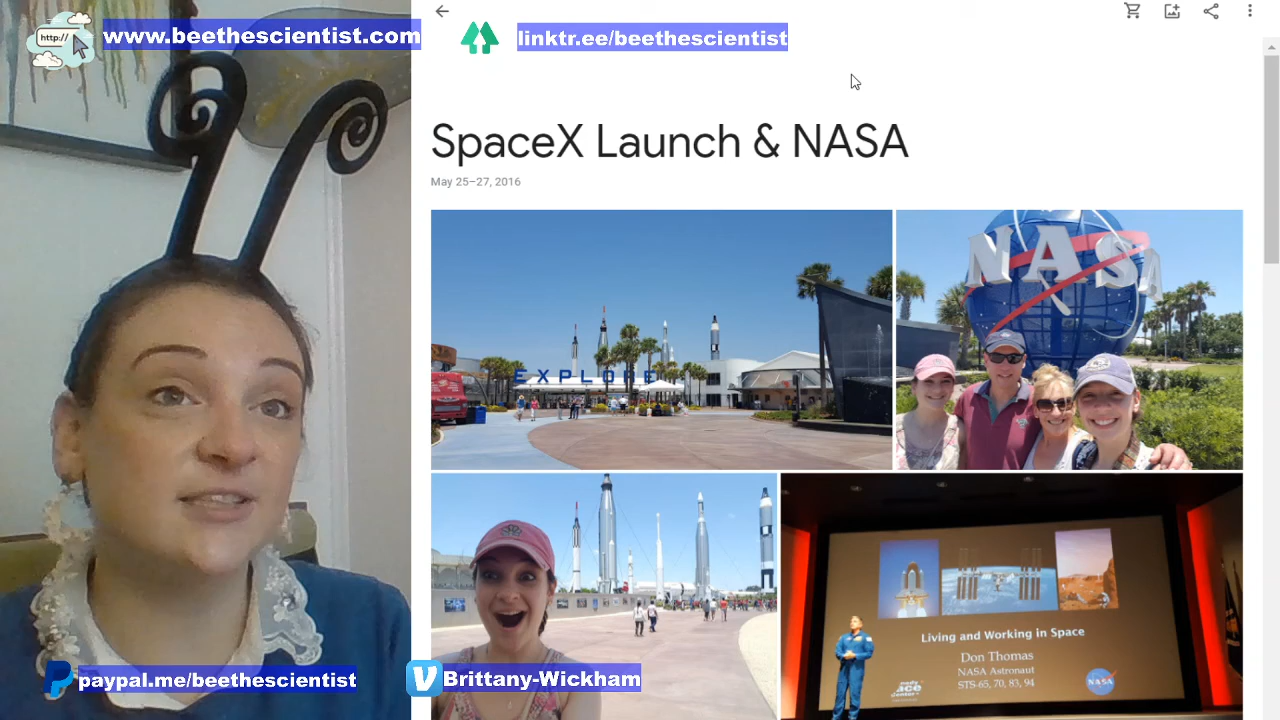 http://
www.beethescientist.com
linktr.ee/beethescientist
SpaceX Launch & NASA
May 25–27, 2016
EXPLORE
NASA
Living and Working in Space
Don Thomas
NASA Astronaut
STS-65, 70, 83, 94
NASA
paypal.me/beethescientist
Brittany-Wickham